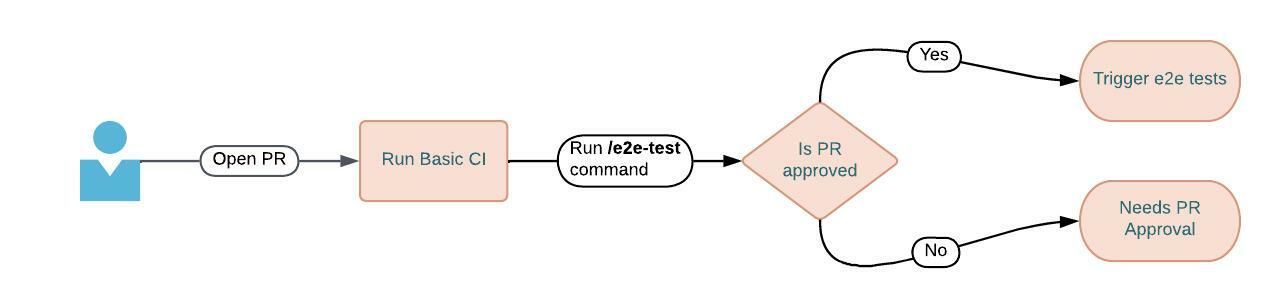 Open PR
Run Basic CI
Run /e2e-test
command
Is PR
approved
Yes
Trigger e2e tests
No
Needs PR
Approval